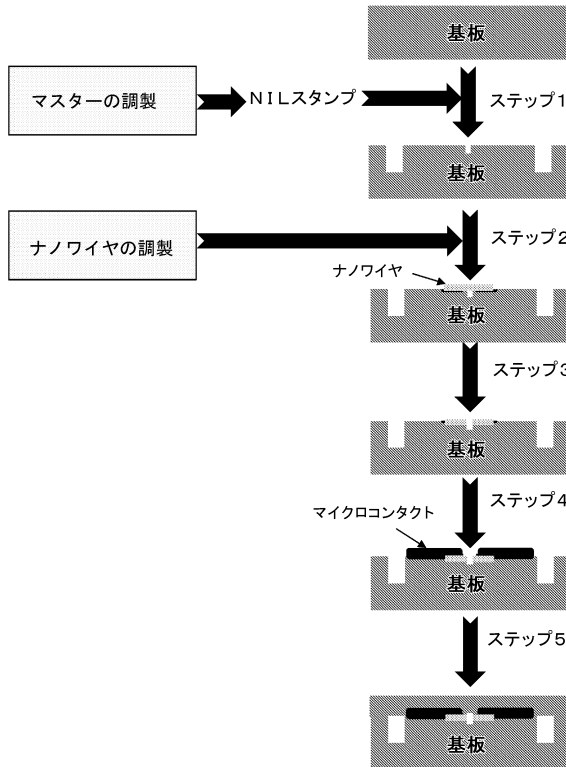 基板
マスターの調製
ＮＩＬスタンプ
ステップ1
基板
ナノワイヤの調製
ステップ2
ナノワイヤ
基板
ステップ3
基板
ステップ4
マイクロコンタクト
基板
ステップ5
基板